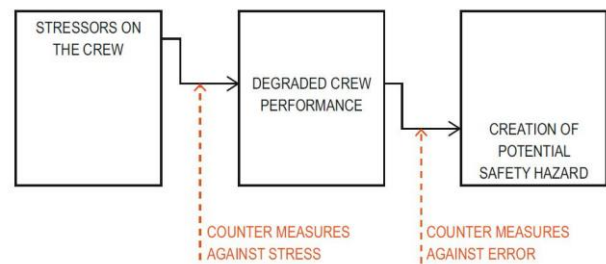 STRESSORS ON
THE CREW
DEGRADED CREW
PERFORMANCE
CREATION OF
POTENTIAL
SAFETY HAZARD
COUNTER MEASURES
AGAINST STRESS
COUNTER MEASURES
AGAINST ERROR